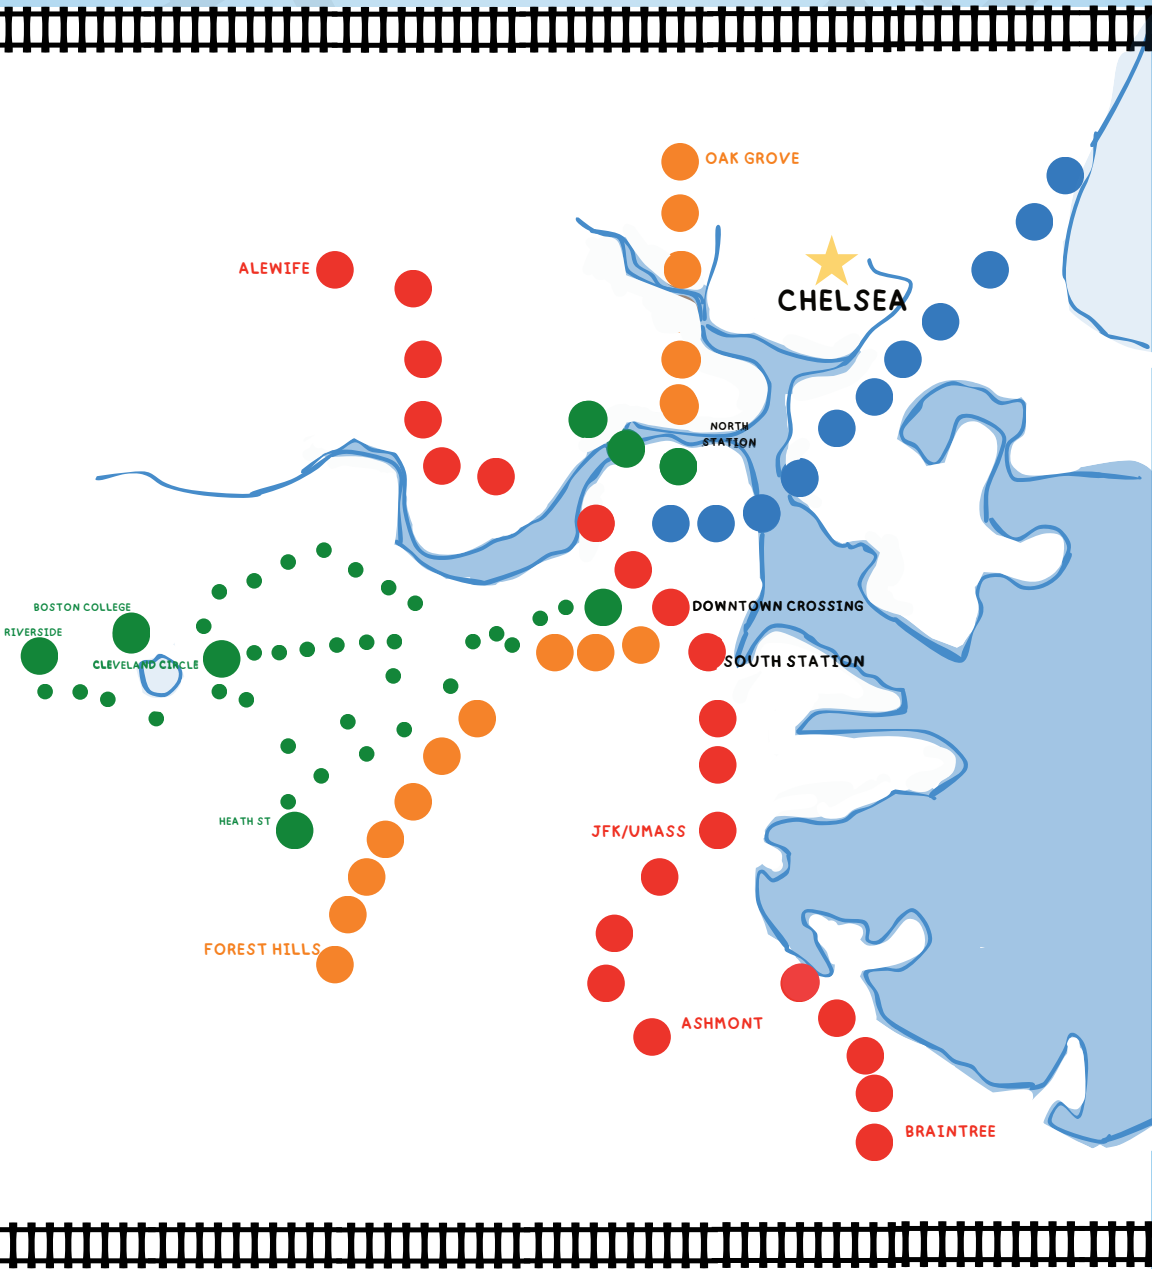 OAK GROVE
ALEWIFE
CHELSEA
NORTH
STATION
BOSTON COLLEGE
DOWNTOWN CROSSING
RIVERSIDE
CLEVELAND CIRCLE
SOUTH STATION
HEATH ST
JFK/UMASS
FOREST HILLS
ASHMONT
BRAINTREE